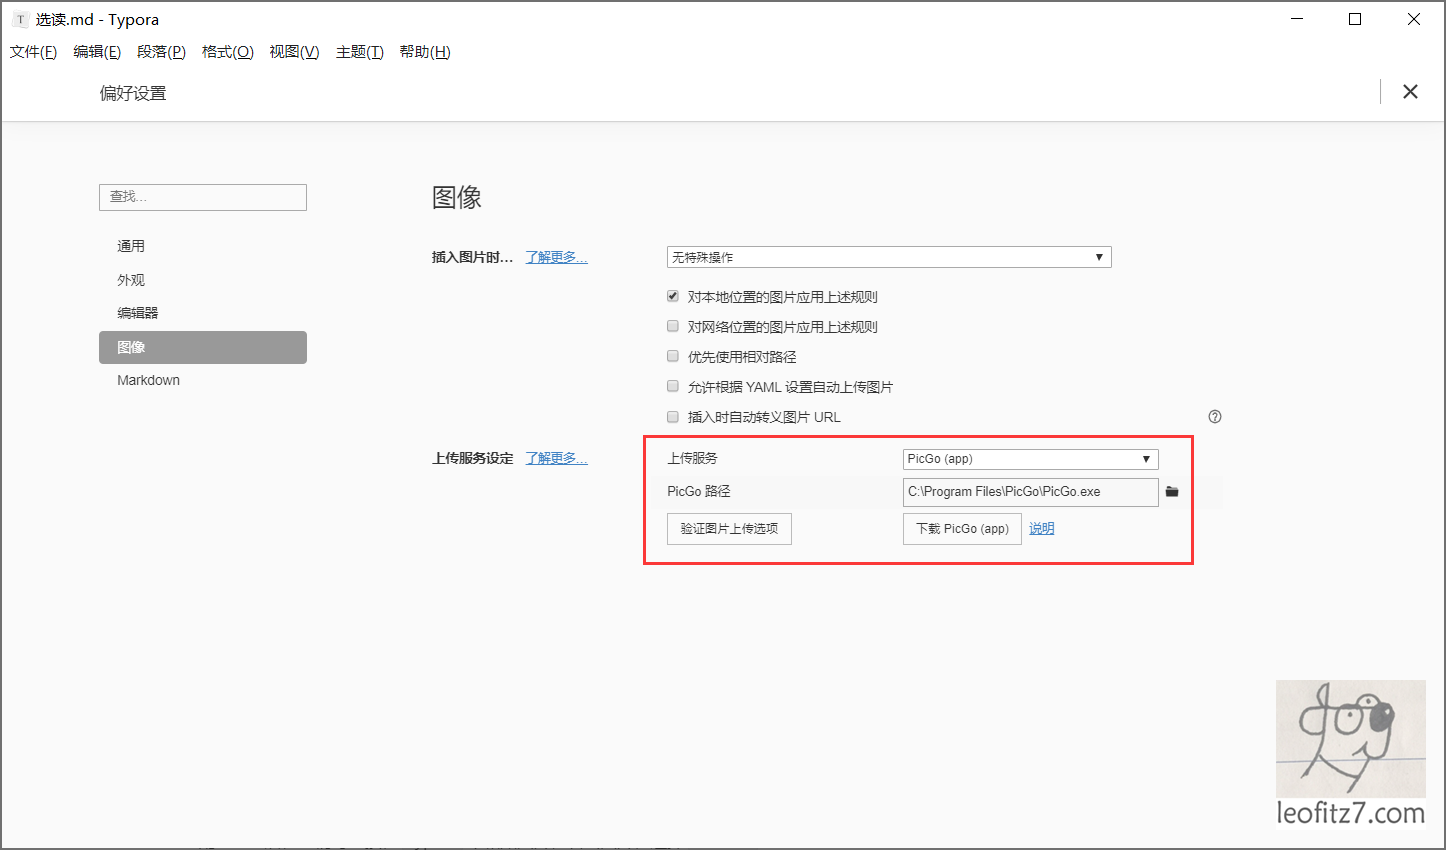 选读.md - Typora
文件(F) 编辑(E) 段落(P) 格式(O) 视图(V) 主题(T) 帮助(H)
偏好设置
查找...
通用
外观
编辑器
图像
Markdown
图像
插入图片时... 了解更多...
无特殊操作
对本地位置的图片应用上述规则
对网络位置的图片应用上述规则
优先使用相对路径
允许根据 YAML 设置自动上传图片
插入时自动转义图片 URL
上传服务设定 了解更多...
上传服务 PicGo (app)
PicGo 路径 C:\Program Files\PicGo\PicGo.exe
验证图片上传选项 下载 PicGo (app) 说明
dog
leofitz7.com